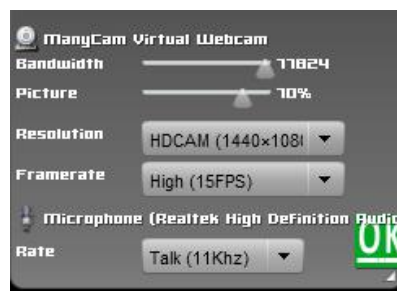 ManyCam Virtual Webcam
Bandwidth 77824
Picture 70%
Resolution HDCAM (1440×108
Framerate High (15FPS)
Microphone (Realtek High Definition Audio
Rate Talk (11Khz)
OK